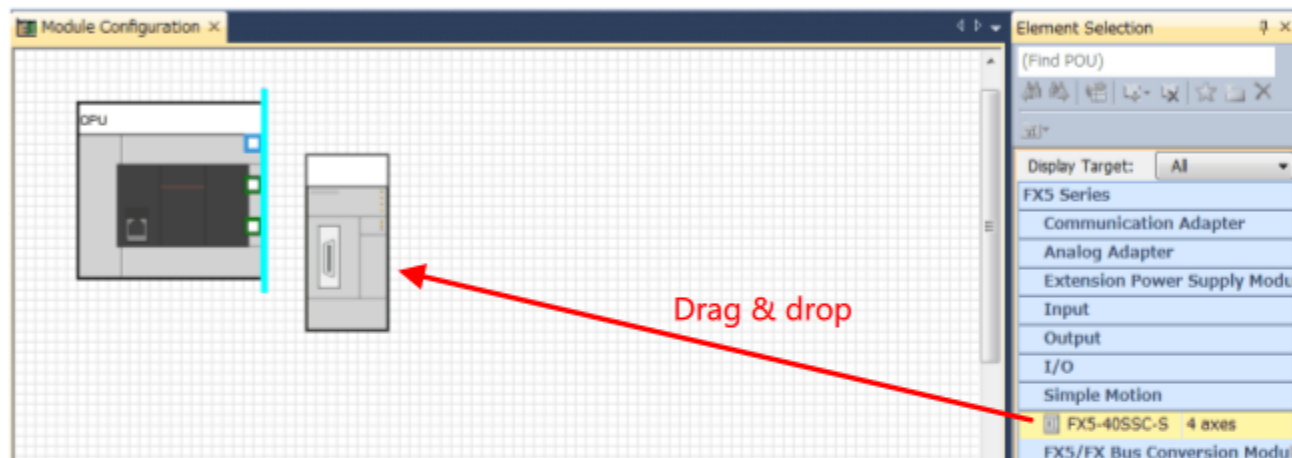 Module Configuration
Element Selection
(Find POU)
CPU
Display Target: All
FX5 Series
Communication Adapter
Analog Adapter
Extension Power Supply Modu
Input
Output
I/O
Simple Motion
FX5-40SSC-S 4 axes
FX5/FX Bus Conversion Modul
Drag & drop